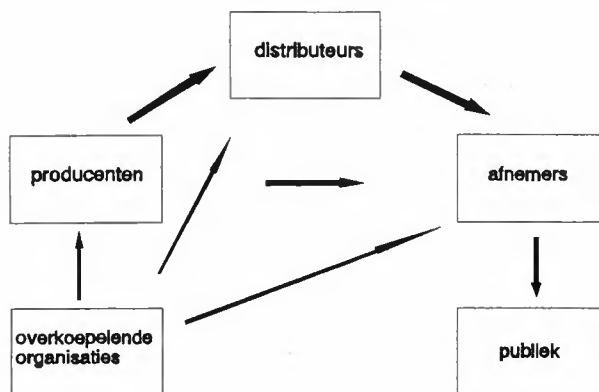 distributeurs
producenten
afnemers
overkoepelende
organisaties
publiek